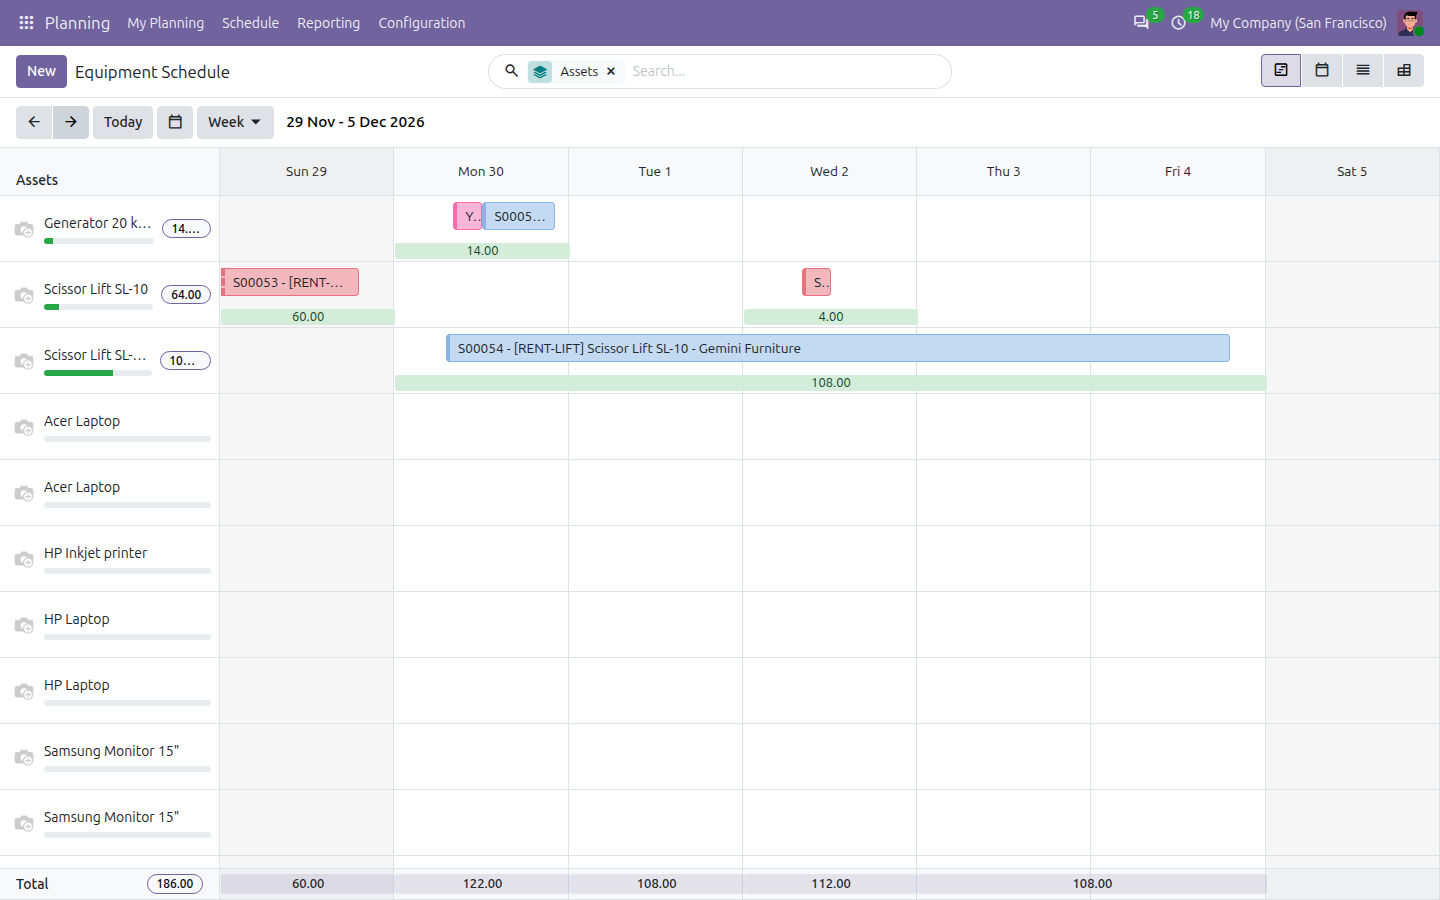 Planning My Planning Schedule Reporting Configuration 5 18 My Company (San Francisco)
New Equipment Schedule Assets Search...
Today Week 29 Nov - 5 Dec 2026
Assets Sun 29 Mon 30 Tue 1 Wed 2 Thu 3 Fri 4 Sat 5
Generator 20 k... 14.... Y.. S0005...
14.00
Scissor Lift SL-10 64.00 S00053 - [RENT-... S..
60.00 4.00
Scissor Lift SL-... 10... S00054 - [RENT-LIFT] Scissor Lift SL-10 - Gemini Furniture
108.00
Acer Laptop
Acer Laptop
HP Inkjet printer
HP Laptop
HP Laptop
Samsung Monitor 15"
Samsung Monitor 15"
Total 186.00 60.00 122.00 108.00 112.00 108.00